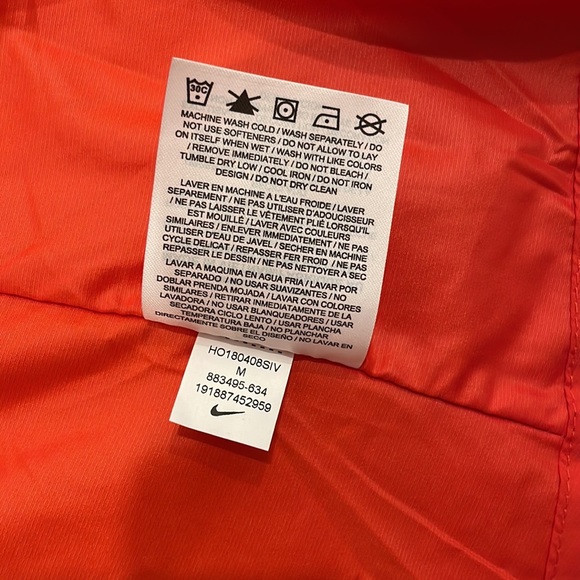 30C
MACHINE WASH COLD / WASH SEPARATELY / DO
NOT USE SOFTENERS / DO NOT ALLOW TO LAY
ON ITSELF WHEN WET / WASH WITH LIKE COLORS
/ REMOVE IMMEDIATELY / DO NOT BLEACH /
TUMBLE DRY LOW / COOL IRON / DO NOT IRON
DESIGN / DO NOT DRY CLEAN
LAVER EN MACHINE A L'EAU FROIDE / LAVER
SEPAREMENT / NE PAS UTILISER D'ADOUCISSEUR
/ NE PAS LAISSER LE VÊTEMENT PLIÉ LORSQU'IL
EST MOUILLÉ / LAVER AVEC COULEURS
SIMILAIRES / ENLEVER IMMEDIATEMENT / NE PAS
UTILISER D'EAU DE JAVEL / SECHER EN MACHINE
CYCLE DELICAT / REPASSER FER FROID / NE PAS
REPASSER LE DESSIN / NE PAS NETTOYER A SEC
LAVAR A MAQUINA EN AGUA FRIA / LAVAR POR
SEPARADO / NO USAR SUAVIZANTES / NO
DOBLAR PRENDA MOJADA / LAVAR CON COLORES
SIMILARES / RETIRAR INMEDIATAMENTE DE LA
LAVADORA / NO USAR BLANQUEADORES / USAR
SECADORA CICLO LENTO / USAR PLANCHA
TEMPERATURA BAJA / NO PLANCHAR
DIRECTAMENTE SOBRE EL DISEÑO / NO LAVAR EN
SECO
HO180408SIV
M
883495-634
191887452959